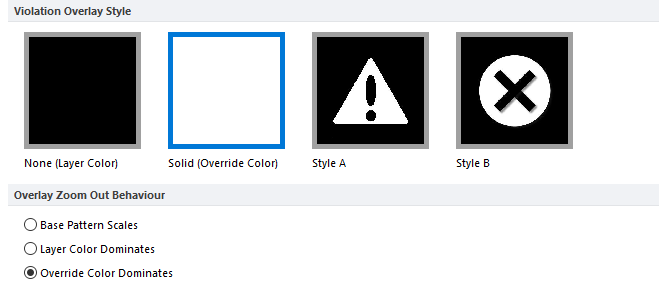 Violation Overlay Style
None (Layer Color) Solid (Override Color) Style A Style B
Overlay Zoom Out Behaviour
Base Pattern Scales
Layer Color Dominates
Override Color Dominates